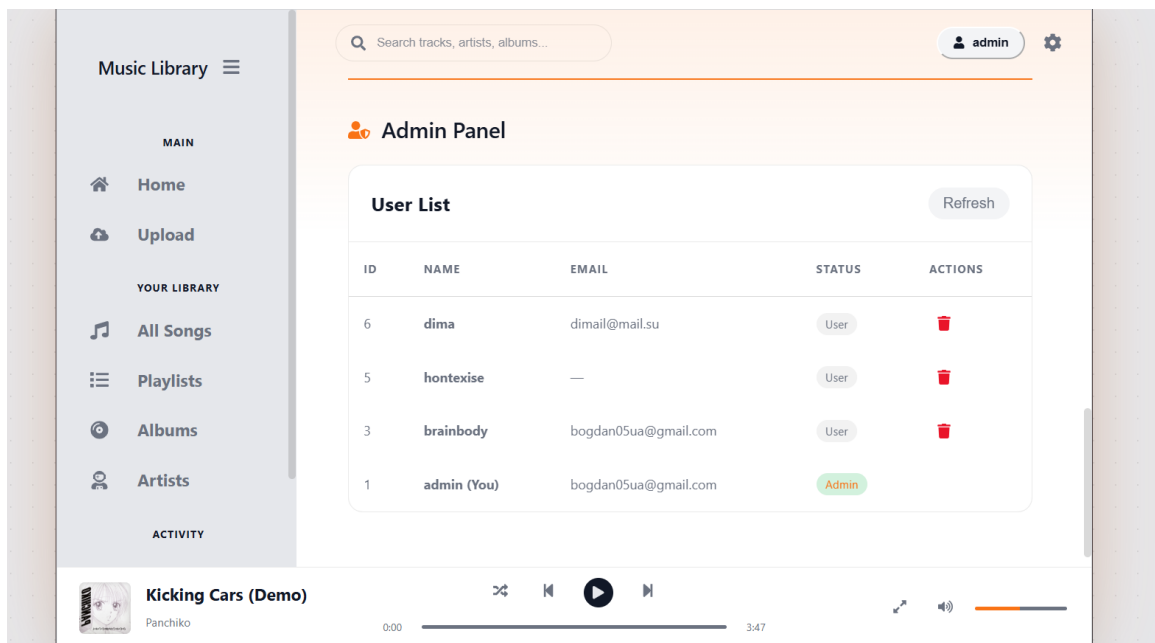 Music Library
MAIN
Home
Upload
YOUR LIBRARY
All Songs
Playlists
Albums
Artists
ACTIVITY
Search tracks, artists, albums...
admin
Admin Panel
User List
Refresh
ID NAME EMAIL STATUS ACTIONS
6 dima dimail@mail.su User
5 hontexise — User
3 brainbody bogdan05ua@gmail.com User
1 admin (You) bogdan05ua@gmail.com Admin
PANCHIKO
Kicking Cars (Demo)
Panchiko
0:00
3:47